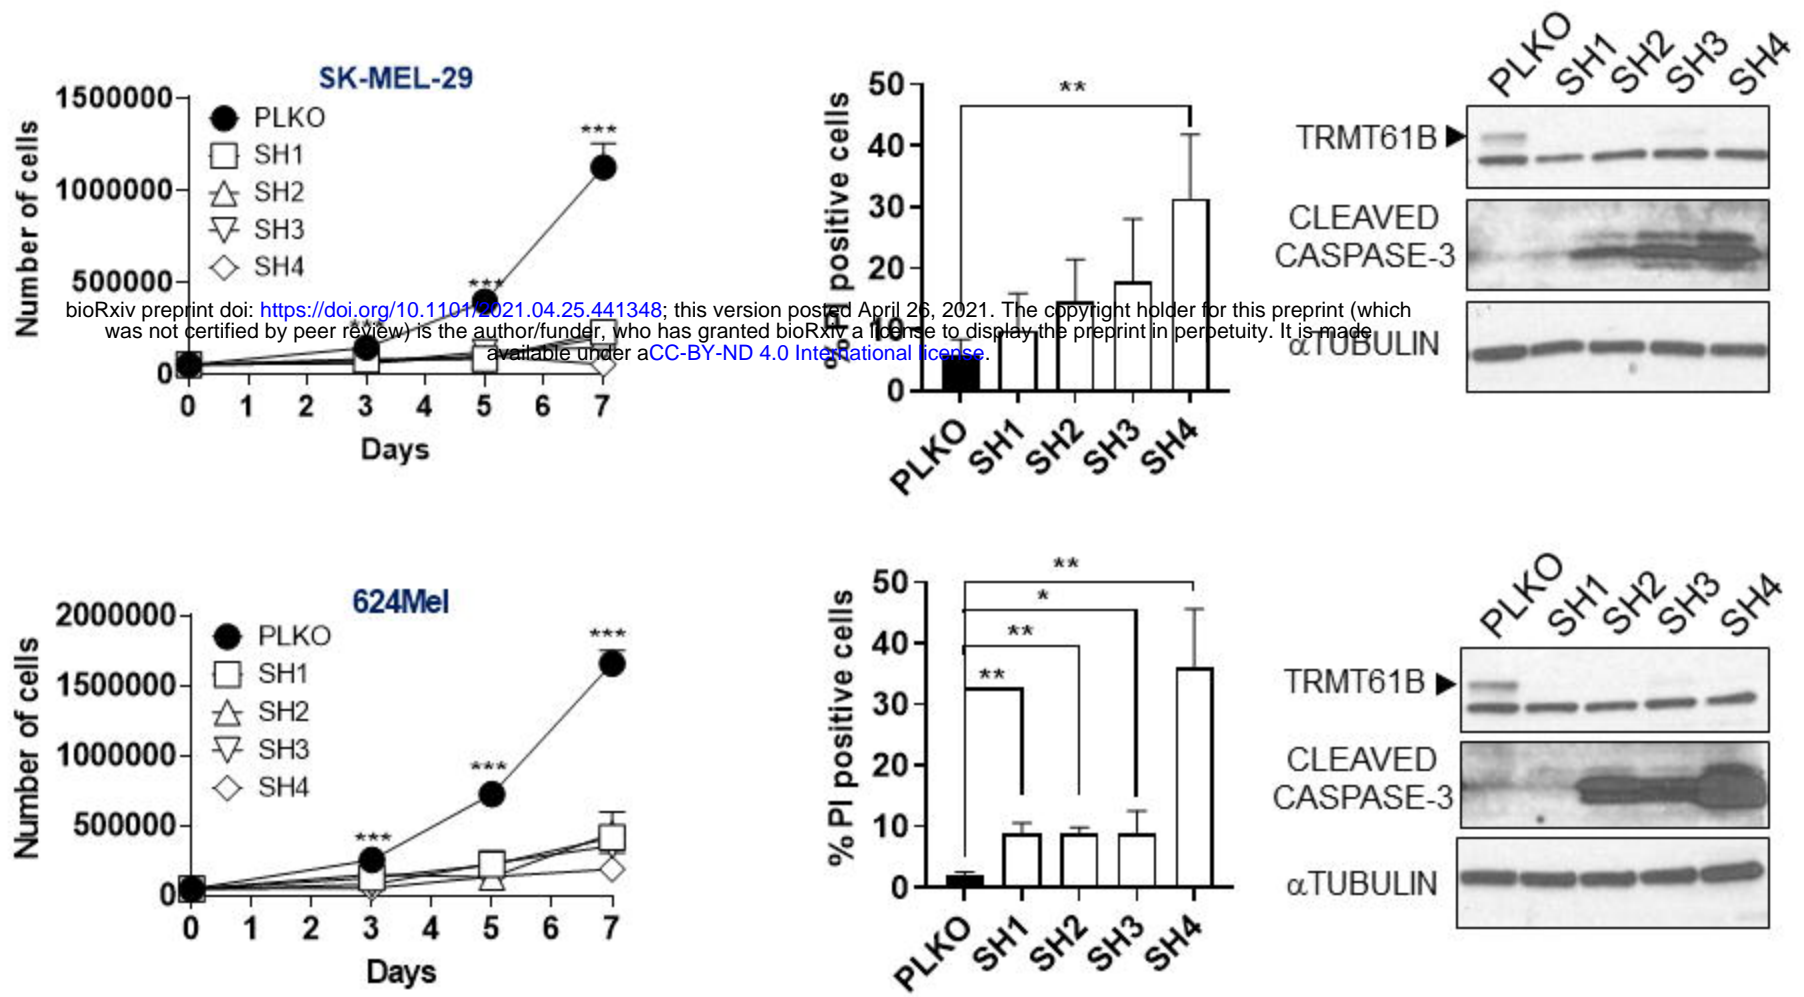 SK-MEL-29
Number of cells
1500000
1000000
500000
0
PLKO
SH1
SH2
SH3
SH4
***
***
***
0 1 2 3 4 5 6 7
Days
% PI positive cells
50
40
30
20
10
0
**
PLKO SH1 SH2 SH3 SH4
PLKO SH1 SH2 SH3 SH4
TRMT61B
CLEAVED
CASPASE-3
αTUBULIN
bioRxiv preprint doi: https://doi.org/10.1101/2021.04.25.441348; this version posted April 26, 2021. The copyright holder for this preprint (which
was not certified by peer review) is the author/funder, who has granted bioRxiv a license to display the preprint in perpetuity. It is made
available under aCC-BY-ND 4.0 International license.
624Mel
Number of cells
2000000
1500000
1000000
500000
0
PLKO
SH1
SH2
SH3
SH4
***
***
***
0 1 2 3 4 5 6 7
Days
% PI positive cells
50
40
30
20
10
0
**
*
**
**
PLKO SH1 SH2 SH3 SH4
PLKO SH1 SH2 SH3 SH4
TRMT61B
CLEAVED
CASPASE-3
αTUBULIN